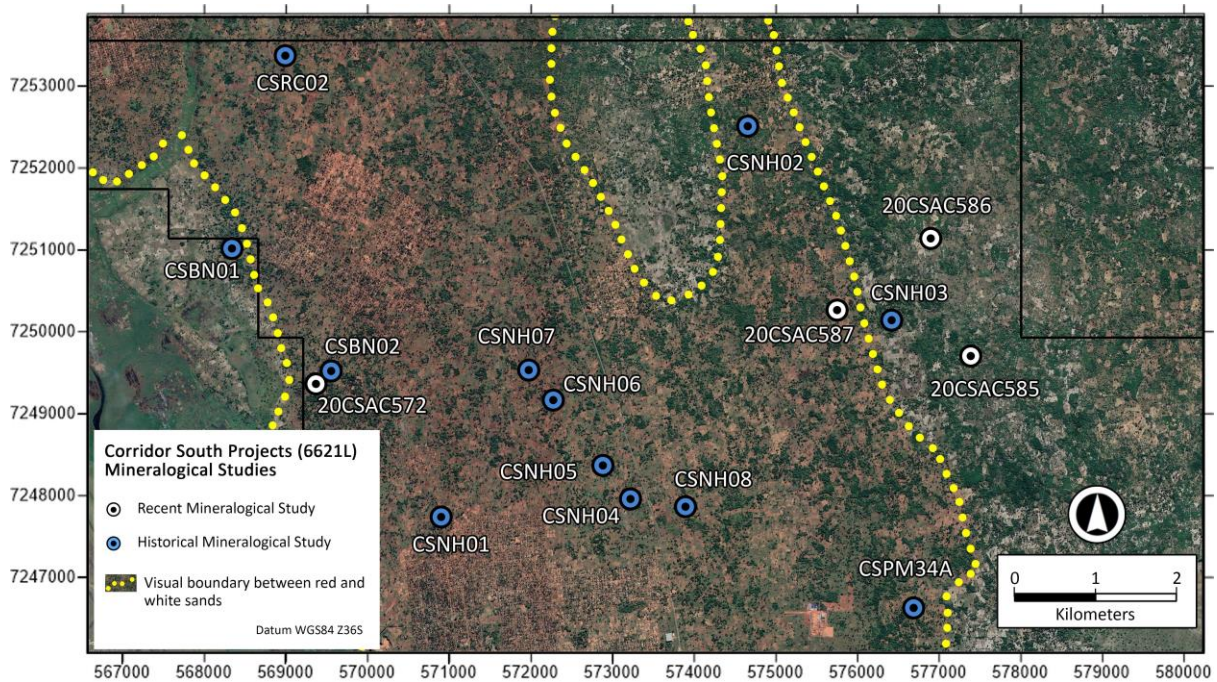 7253000
7252000
7251000
7250000
7249000
7248000
7247000
CSRC02
CSNH02
20CSAC586
CSBN01
CSNH03
20CSAC587
CSNH07
CSBN02
CSNH06
20CSAC585
20CSAC572
CSNH05
CSNH08
CSNH04
CSNH01
CSPM34A
Corridor South Projects (6621L)
Mineralogical Studies
Recent Mineralogical Study
Historical Mineralogical Study
Visual boundary between red and
white sands
Datum WGS84 Z36S
0 1 2
Kilometers
567000 568000 569000 570000 571000 572000 573000 574000 575000 576000 577000 578000 579000 580000